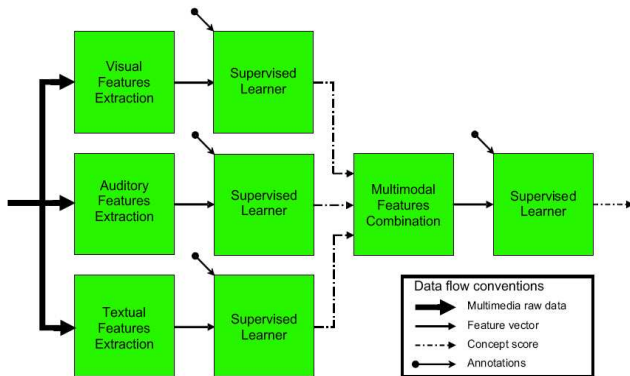 Visual
Features
Extraction
Supervised
Learner
Auditory
Features
Extraction
Supervised
Learner
Multimodal
Features
Combination
Supervised
Learner
Textual
Features
Extraction
Supervised
Learner
Data flow conventions
Multimedia raw data
Feature vector
Concept score
Annotations